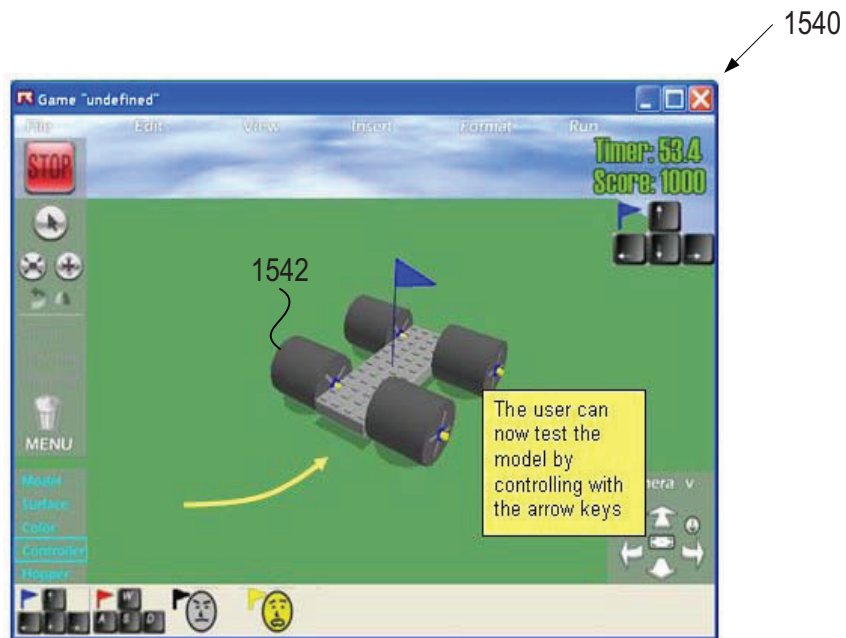 1540
Game "undefined"
File Edit View Insert Format Run
STOP
Timer: 53.4
Score: 1000
1542
The user can
now test the
model by
controlling with
the arrow keys
MENU
Model
Surface
Color
Controller
Hopper
v
W
A S D